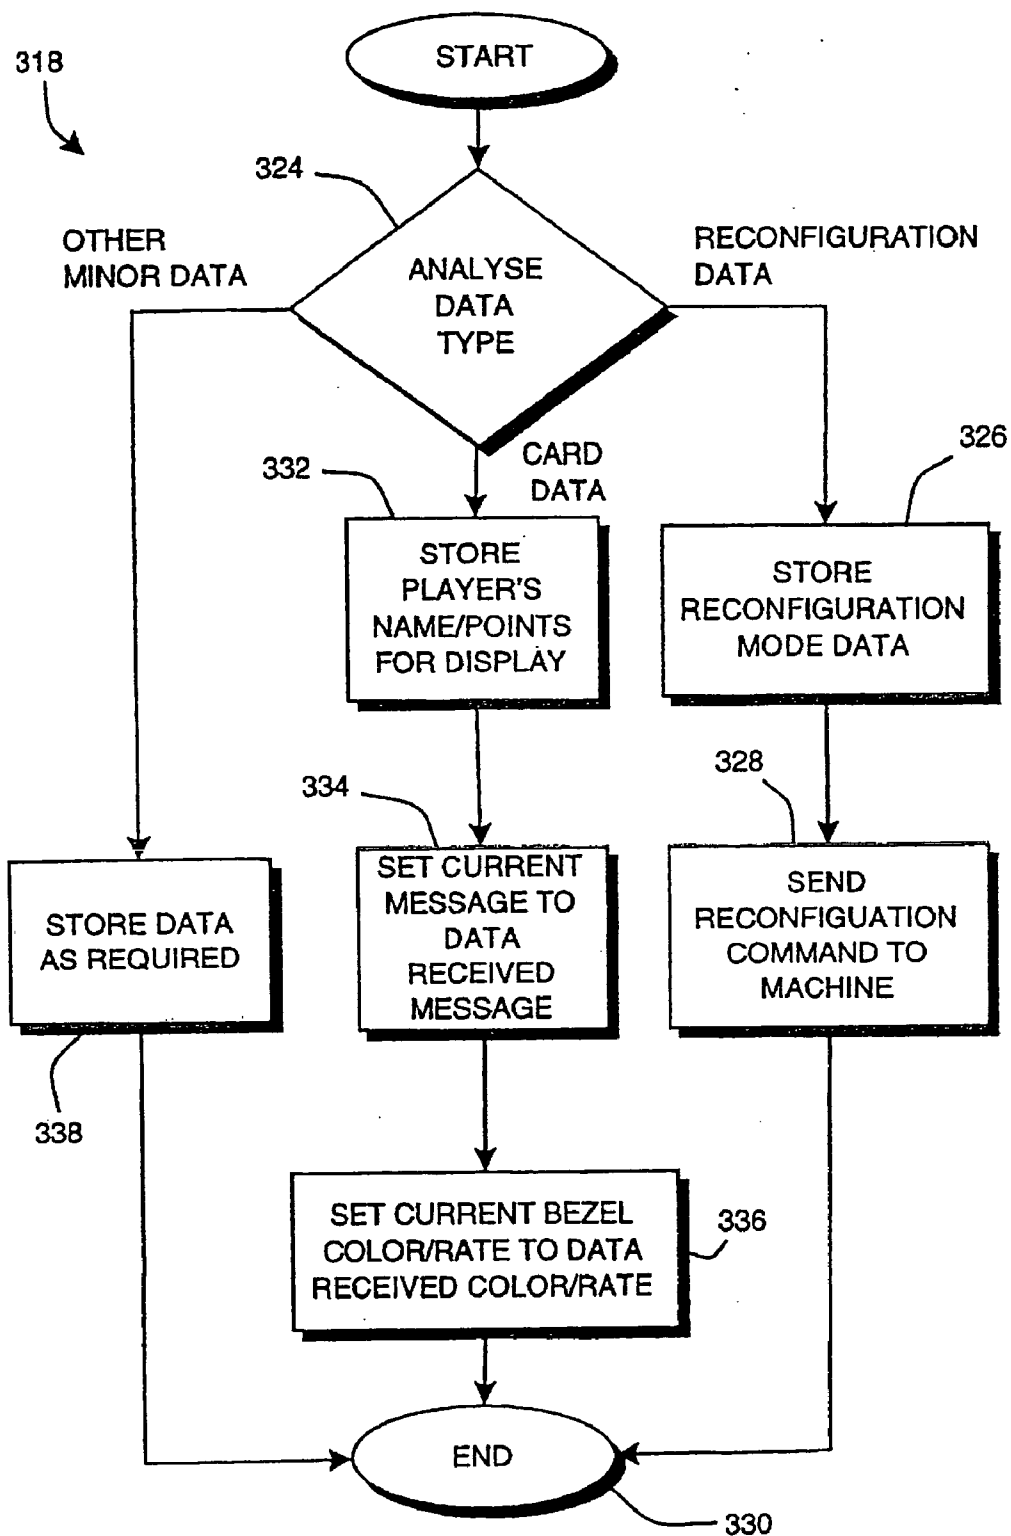 START
318
324
OTHER
MINOR DATA
RECONFIGURATION
DATA
ANALYSE
DATA
TYPE
CARD
DATA
332
326
STORE
PLAYER'S
NAME/POINTS
FOR DISPLAY
STORE
RECONFIGURATION
MODE DATA
334
328
SET CURRENT
MESSAGE TO
DATA
RECEIVED
MESSAGE
SEND
RECONFIGUATION
COMMAND TO
MACHINE
STORE DATA
AS REQUIRED
338
SET CURRENT BEZEL
COLOR/RATE TO DATA
RECEIVED COLOR/RATE
336
END
330